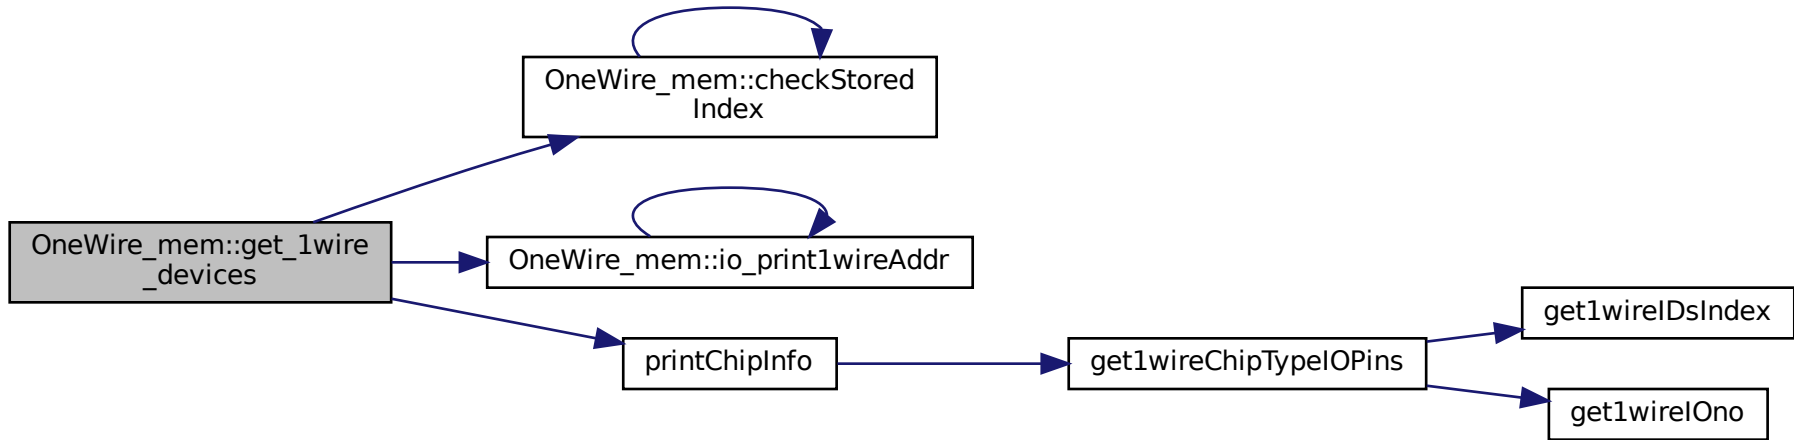 OneWire_mem::checkStored
Index
OneWire_mem::get_1wire
_devices
OneWire_mem::io_print1wireAddr
printChipInfo
get1wireChipTypeIOPins
get1wireIDsIndex
get1wireIOno